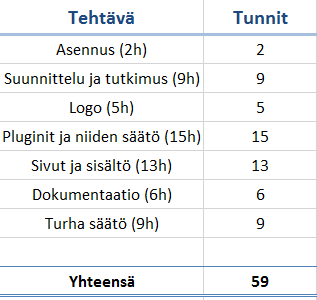 Tehtävä Tunnit
Asennus (2h) 2
Suunnittelu ja tutkimus (9h) 9
Logo (5h) 5
Pluginit ja niiden säätö (15h) 15
Sivut ja sisältö (13h) 13
Dokumentaatio (6h) 6
Turha säätö (9h) 9
Yhteensä 59